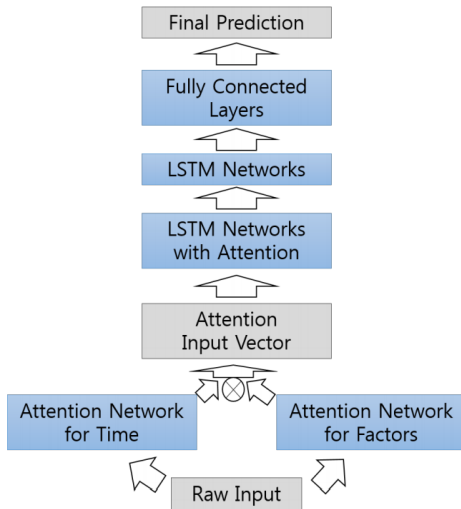 Final Prediction
Fully Connected
Layers
LSTM Networks
LSTM Networks
with Attention
Attention
Input Vector
Attention Network
for Time
Attention Network
for Factors
Raw Input